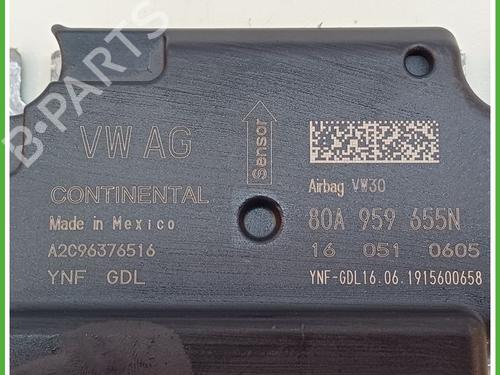 B-PARTS
VW AG
CONTINENTAL
Made in Mexico
A2C96376516
YNF GDL
Sensor
Airbag VW30
80A 959 655N
16 051 0605
YNF-GDL16.06.1915600658
B-PARTS